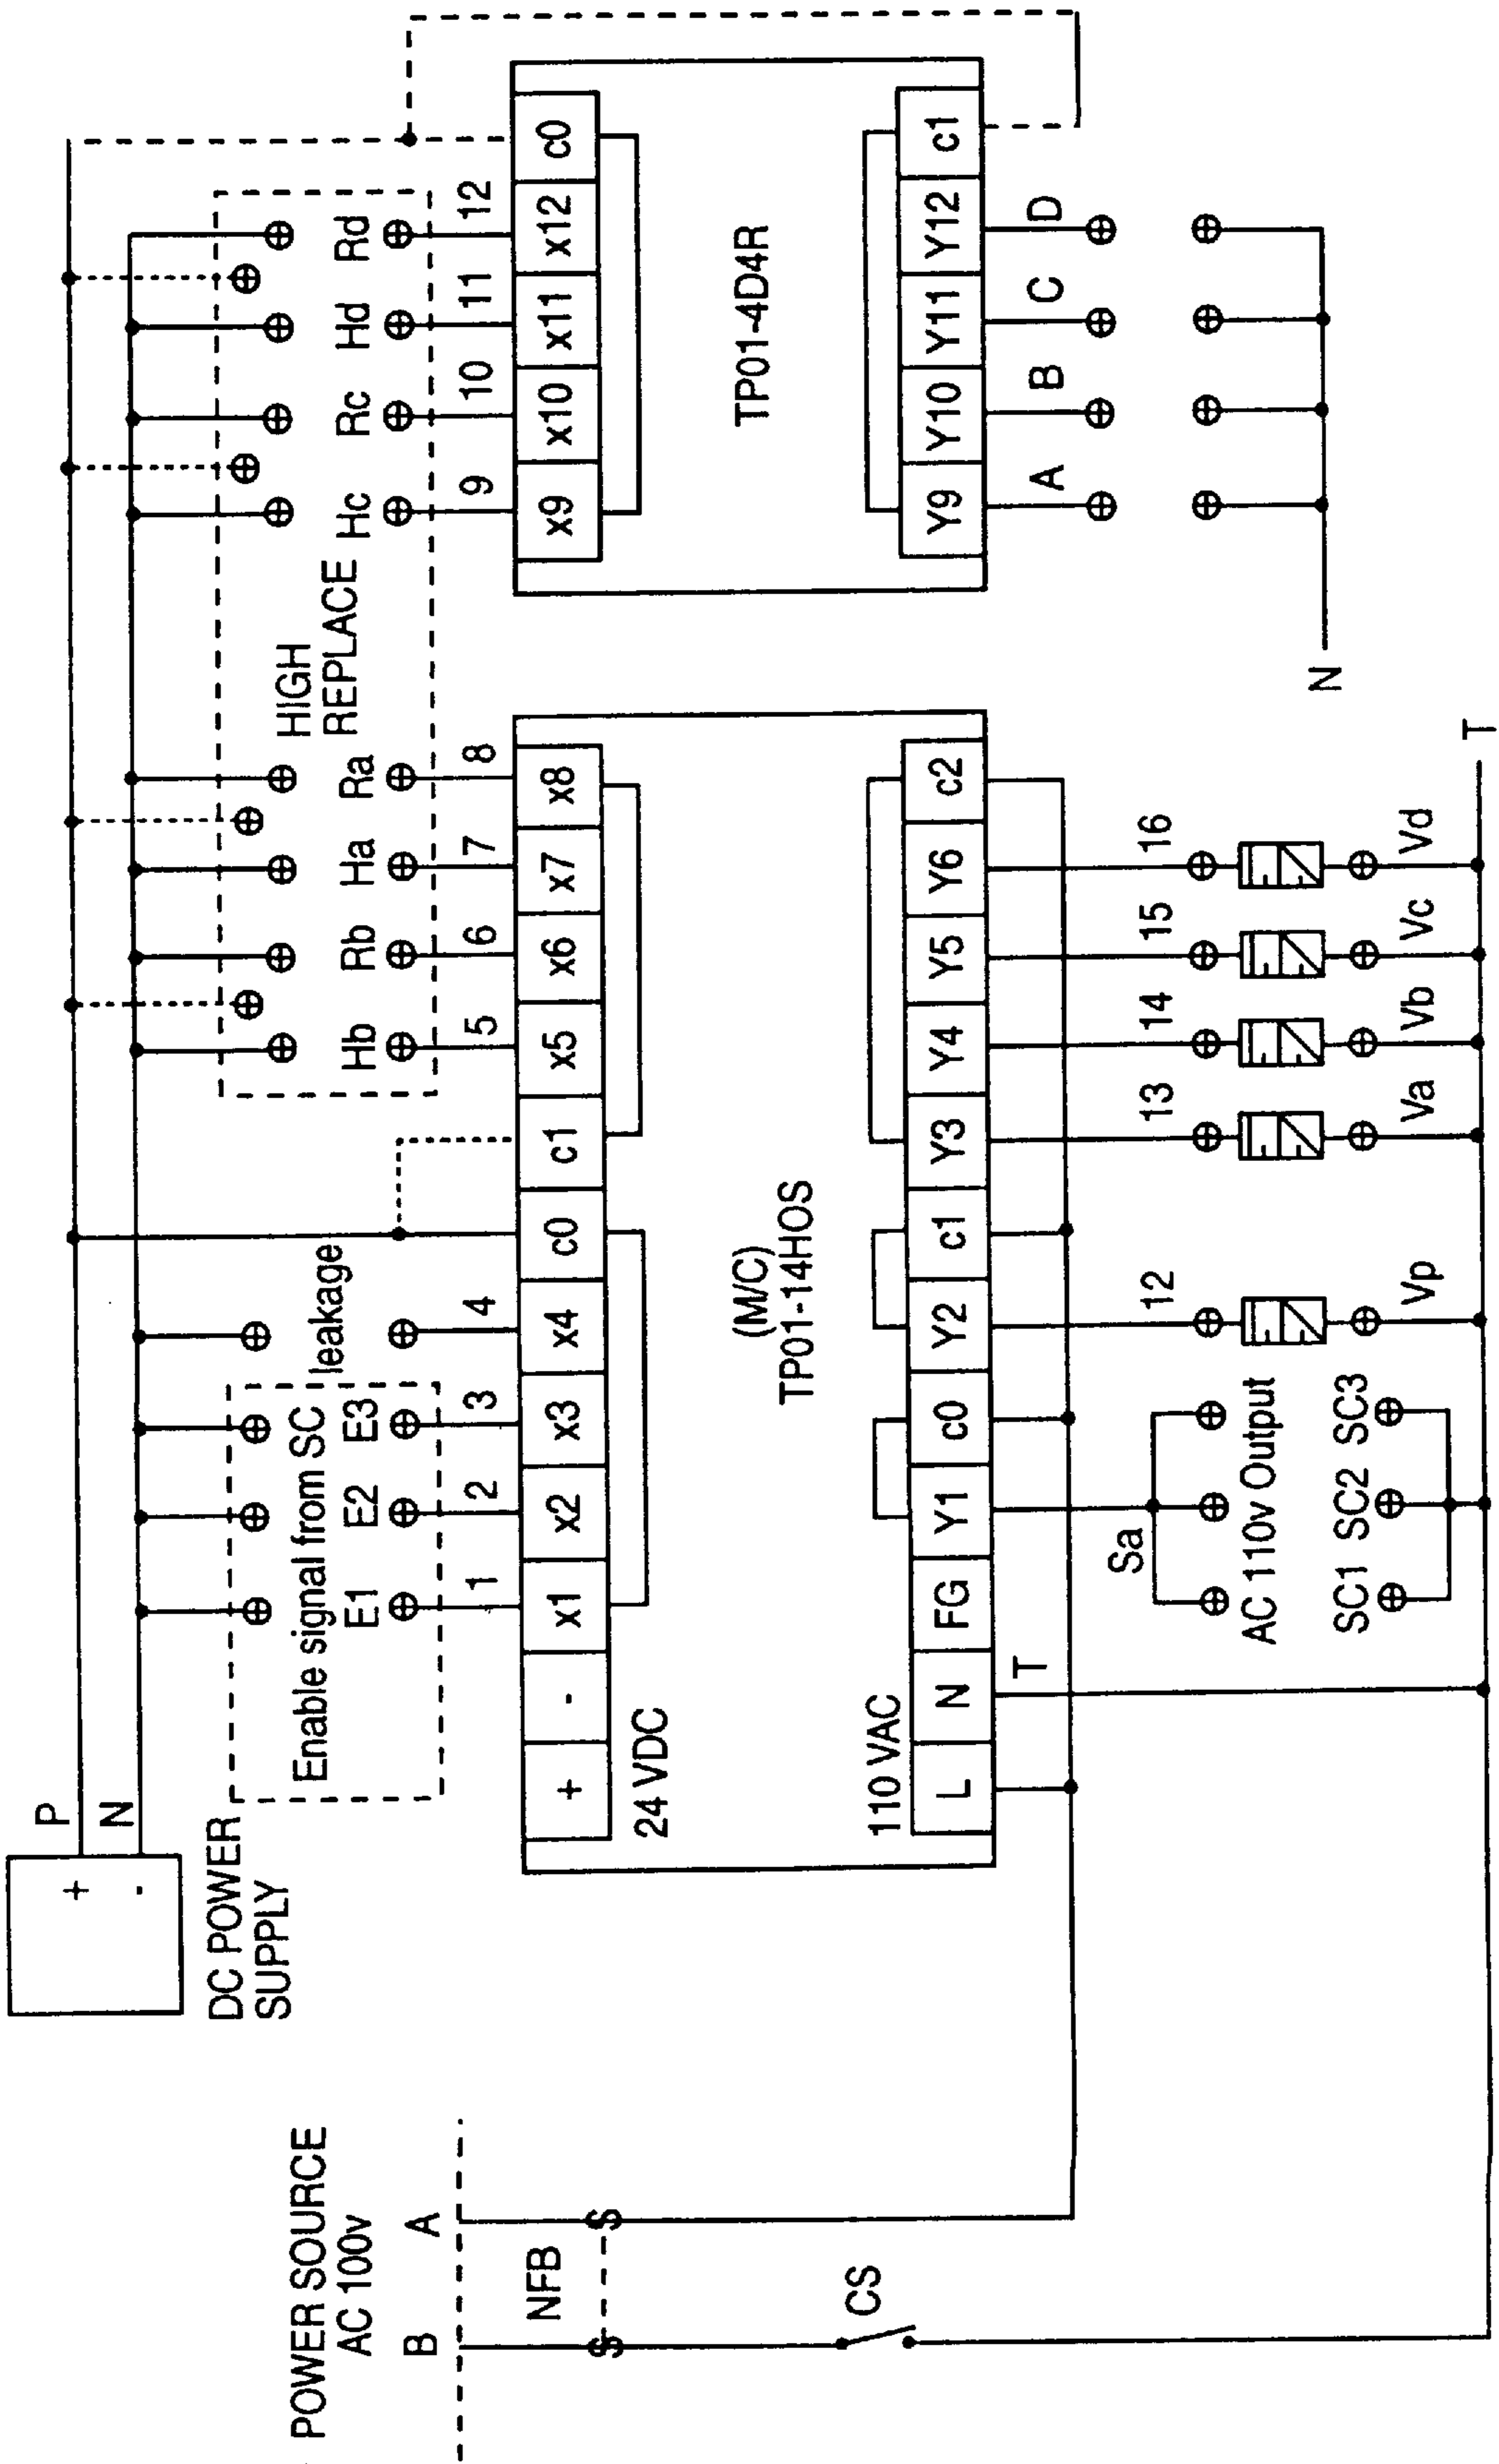 POWER SOURCE
AC 100v
B A
NFB
CS
+
-
P
N
DC POWER
SUPPLY
Enable signal from SC
E1 E2 E3
leakage
1 2 3 4
HIGH
REPLACE
Hb Rb Ha Ra
Hc Rc Hd Rd
5 6 7 8
9 10 11 12
+ - x1 x2 x3 x4 c0 c1 x5 x6 x7 x8
24 VDC
(M/C)
TP01-14HOS
110 VAC
L N FG Y1 c0 Y2 c1 Y3 Y4 Y5 Y6 c2
x9 x10 x11 x12 c0
TP01-4D4R
Y9 Y10 Y11 Y12 c1
A B C D
N
T
Sa
12 13 14 15 16
AC 110v Output
SC1 SC2 SC3
Vp Va Vb Vc Vd
T